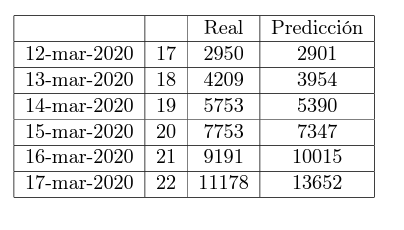 Real Predicción
12-mar-2020 17 2950 2901
13-mar-2020 18 4209 3954
14-mar-2020 19 5753 5390
15-mar-2020 20 7753 7347
16-mar-2020 21 9191 10015
17-mar-2020 22 11178 13652